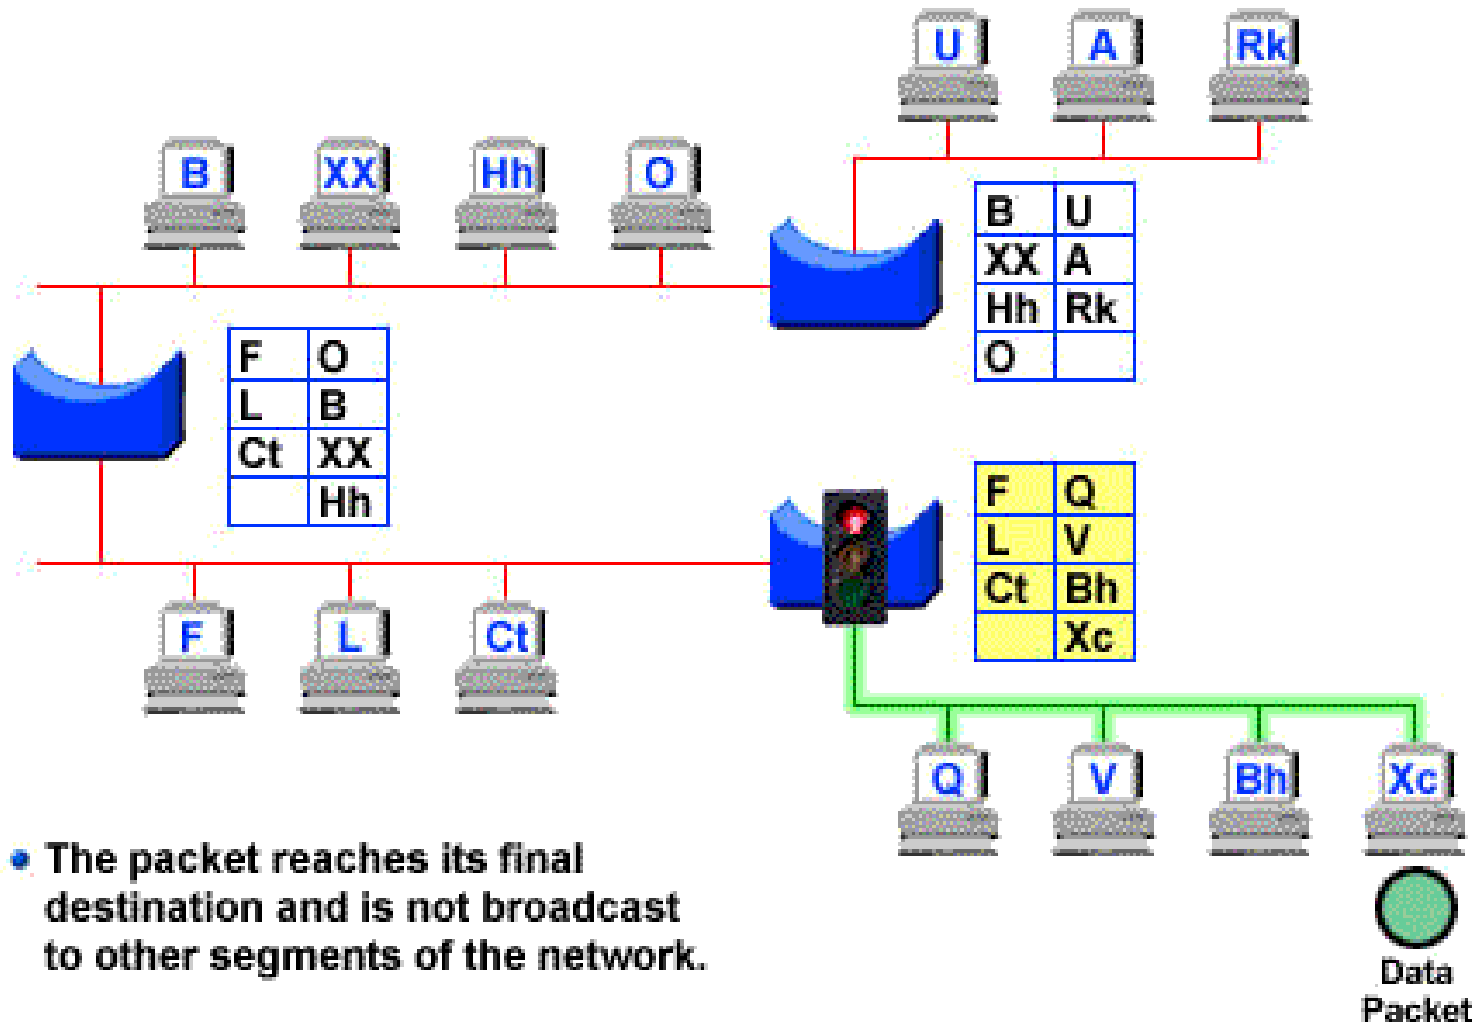 U A Rk
B XX Hh O
B U
XX A
Hh Rk
O
F O
L B
Ct XX
Hh
F Q
L V
Ct Bh
Xc
F L Ct
Q V Bh Xc
The packet reaches its final
destination and is not broadcast
to other segments of the network.
Data
Packet